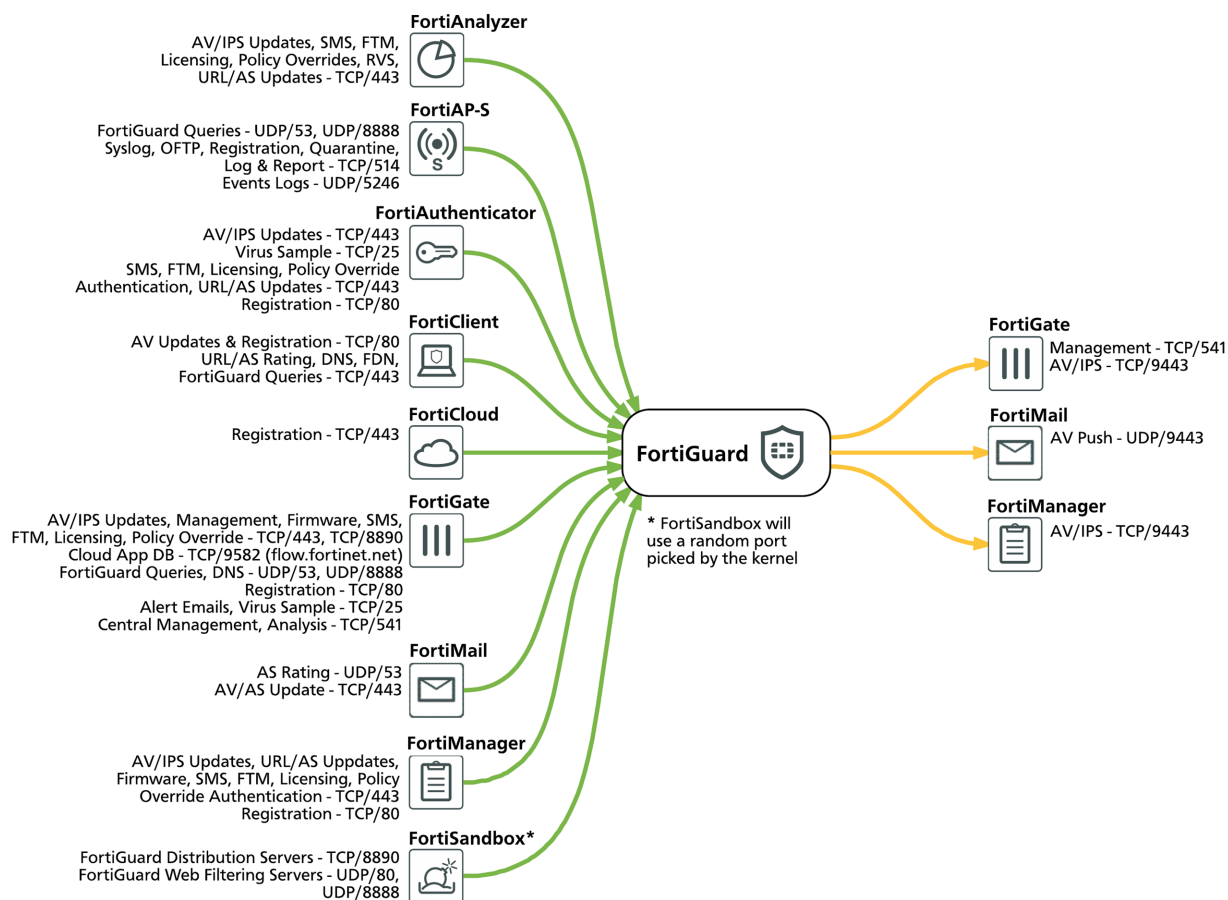 FortiAnalyzer
AV/IPS Updates, SMS, FTM,
Licensing, Policy Overrides, RVS,
URL/AS Updates - TCP/443
FortiAP-S
FortiGuard Queries - UDP/53, UDP/8888
Syslog, OFTP, Registration, Quarantine,
Log & Report - TCP/514
Events Logs - UDP/5246
S
FortiAuthenticator
AV/IPS Updates - TCP/443
Virus Sample - TCP/25
SMS, FTM, Licensing, Policy Override
Authentication, URL/AS Updates - TCP/443
Registration - TCP/80
FortiClient
AV Updates & Registration - TCP/80
URL/AS Rating, DNS, FDN,
FortiGuard Queries - TCP/443
FortiCloud
Registration - TCP/443
FortiGate
AV/IPS Updates, Management, Firmware, SMS,
FTM, Licensing, Policy Override - TCP/443, TCP/8890
Cloud App DB - TCP/9582 (flow.fortinet.net)
FortiGuard Queries, DNS - UDP/53, UDP/8888
Registration - TCP/80
Alert Emails, Virus Sample - TCP/25
Central Management, Analysis - TCP/541
FortiMail
AS Rating - UDP/53
AV/AS Update - TCP/443
FortiManager
AV/IPS Updates, URL/AS Uppdates,
Firmware, SMS, FTM, Licensing, Policy
Override Authentication - TCP/443
Registration - TCP/80
FortiSandbox*
FortiGuard Distribution Servers - TCP/8890
FortiGuard Web Filtering Servers - UDP/80,
UDP/8888
FortiGuard
* FortiSandbox will
use a random port
picked by the kernel
FortiGate
Management - TCP/541
AV/IPS - TCP/9443
FortiMail
AV Push - UDP/9443
FortiManager
AV/IPS - TCP/9443